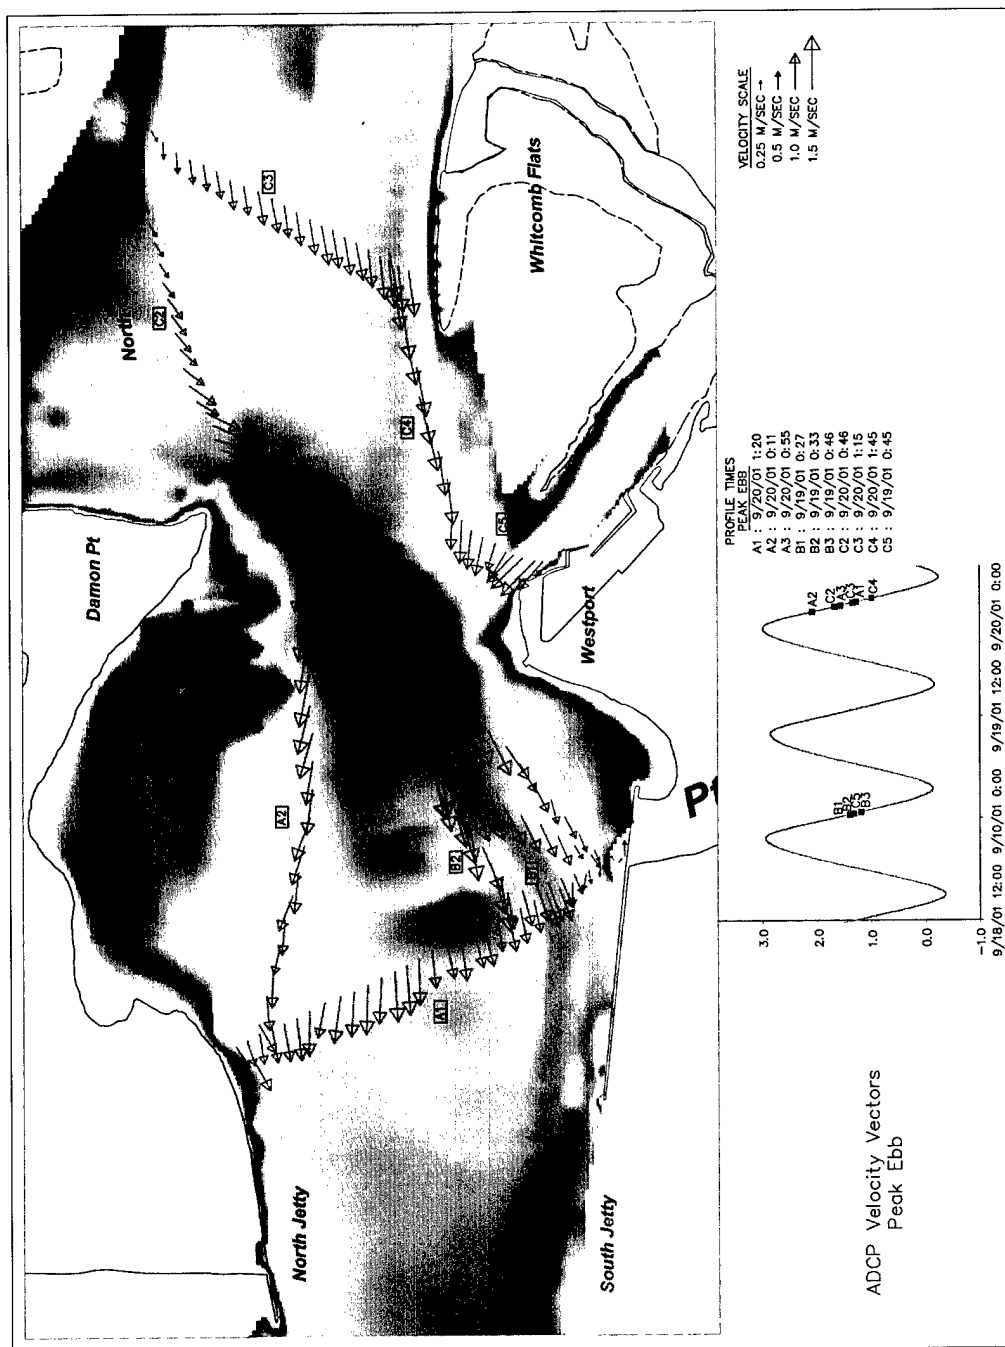 Damon Pt
North
C2
C3
C4
C5
Whitcomb Flats
Westport
A2
B2
B1
A1
North Jetty
South Jetty
Pt
VELOCITY SCALE
0.25 M/SEC
0.5 M/SEC
1.0 M/SEC
1.5 M/SEC
PROFILE TIMES
PEAK EBB
A1 : 9/20/01 1:20
A2 : 9/20/01 0:11
A3 : 9/20/01 0:55
B1 : 9/19/01 0:27
B2 : 9/19/01 0:33
B3 : 9/19/01 0:46
C2 : 9/20/01 0:46
C3 : 9/20/01 1:15
C4 : 9/20/01 1:45
C5 : 9/19/01 0:45
3.0
2.0
1.0
0.0
-1.0
B1
B2
C5
B3
A2
C2
A3
C3
A1
C4
9/18/01 12:00 9/10/01 0:00 9/19/01 12:00 9/20/01 0:00
ADCP Velocity Vectors
Peak Ebb